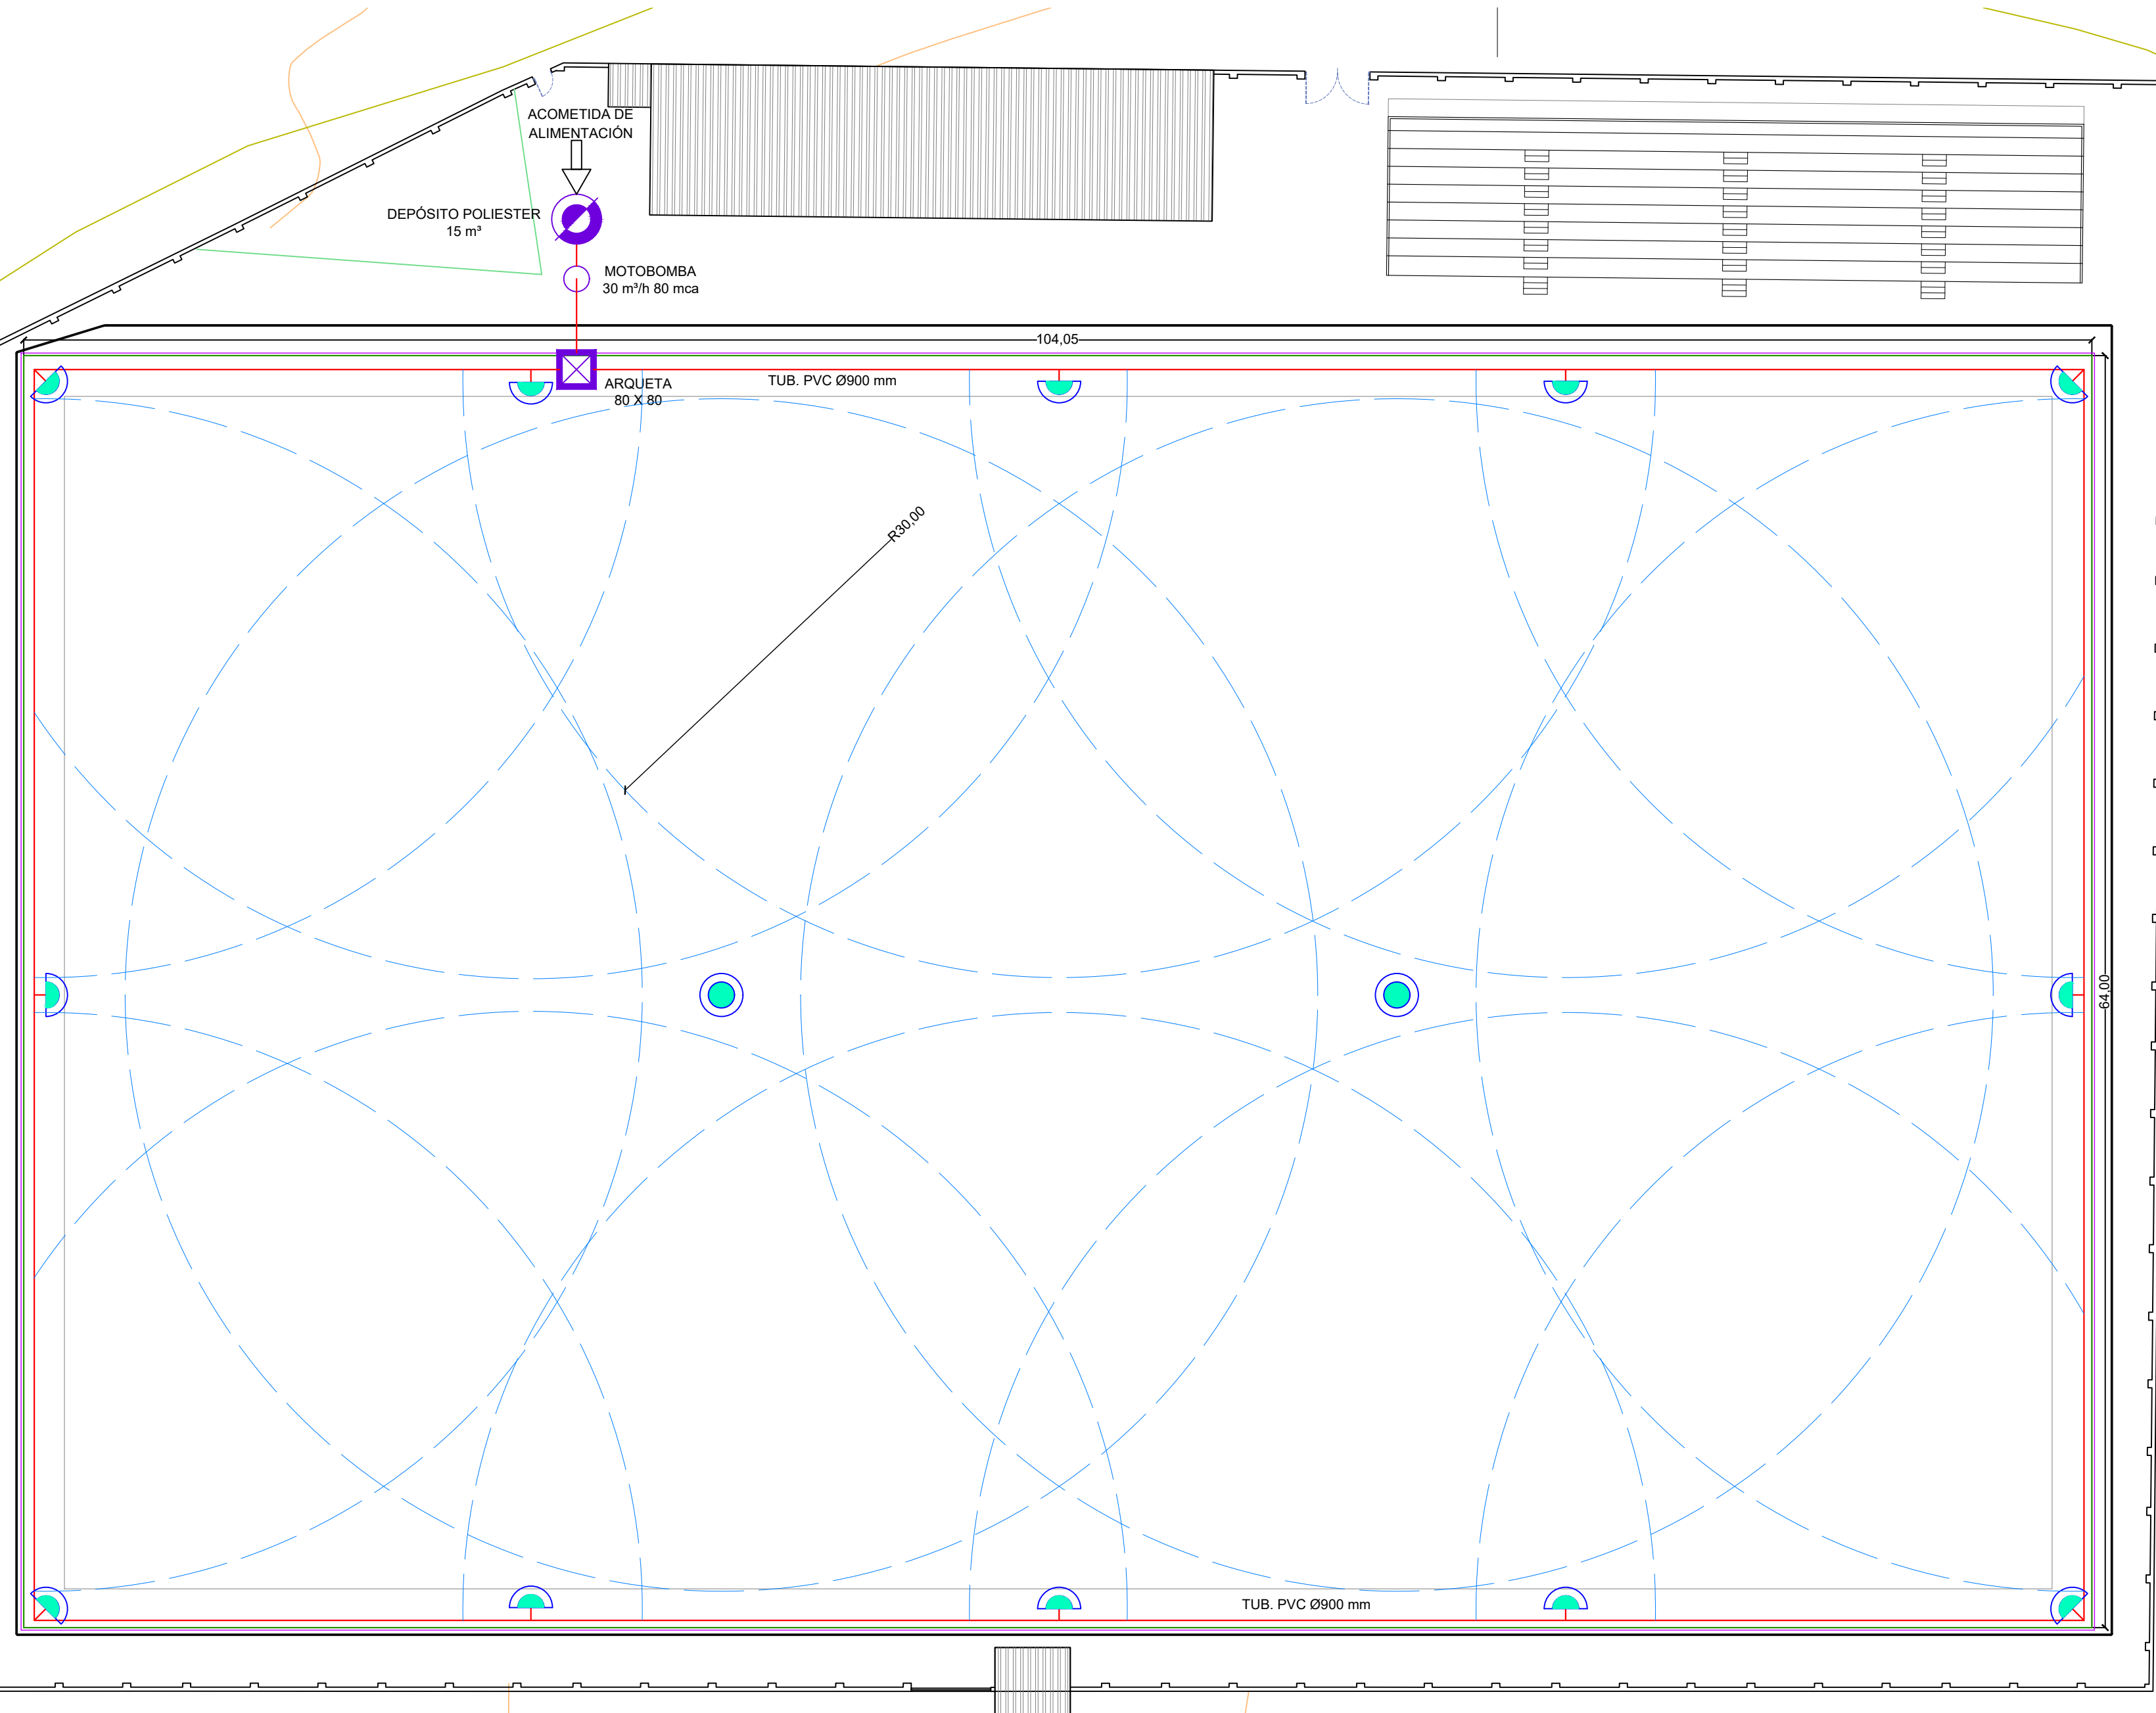 ACOMETIDA DE
ALIMENTACIÓN
DEPÓSITO POLIESTER
15 m³
MOTOBOMBA
30 m³/h 80 mca
104,05
ARQUETA
80 X 80
TUB. PVC Ø900 mm
R30,00
64,00
TUB. PVC Ø900 mm